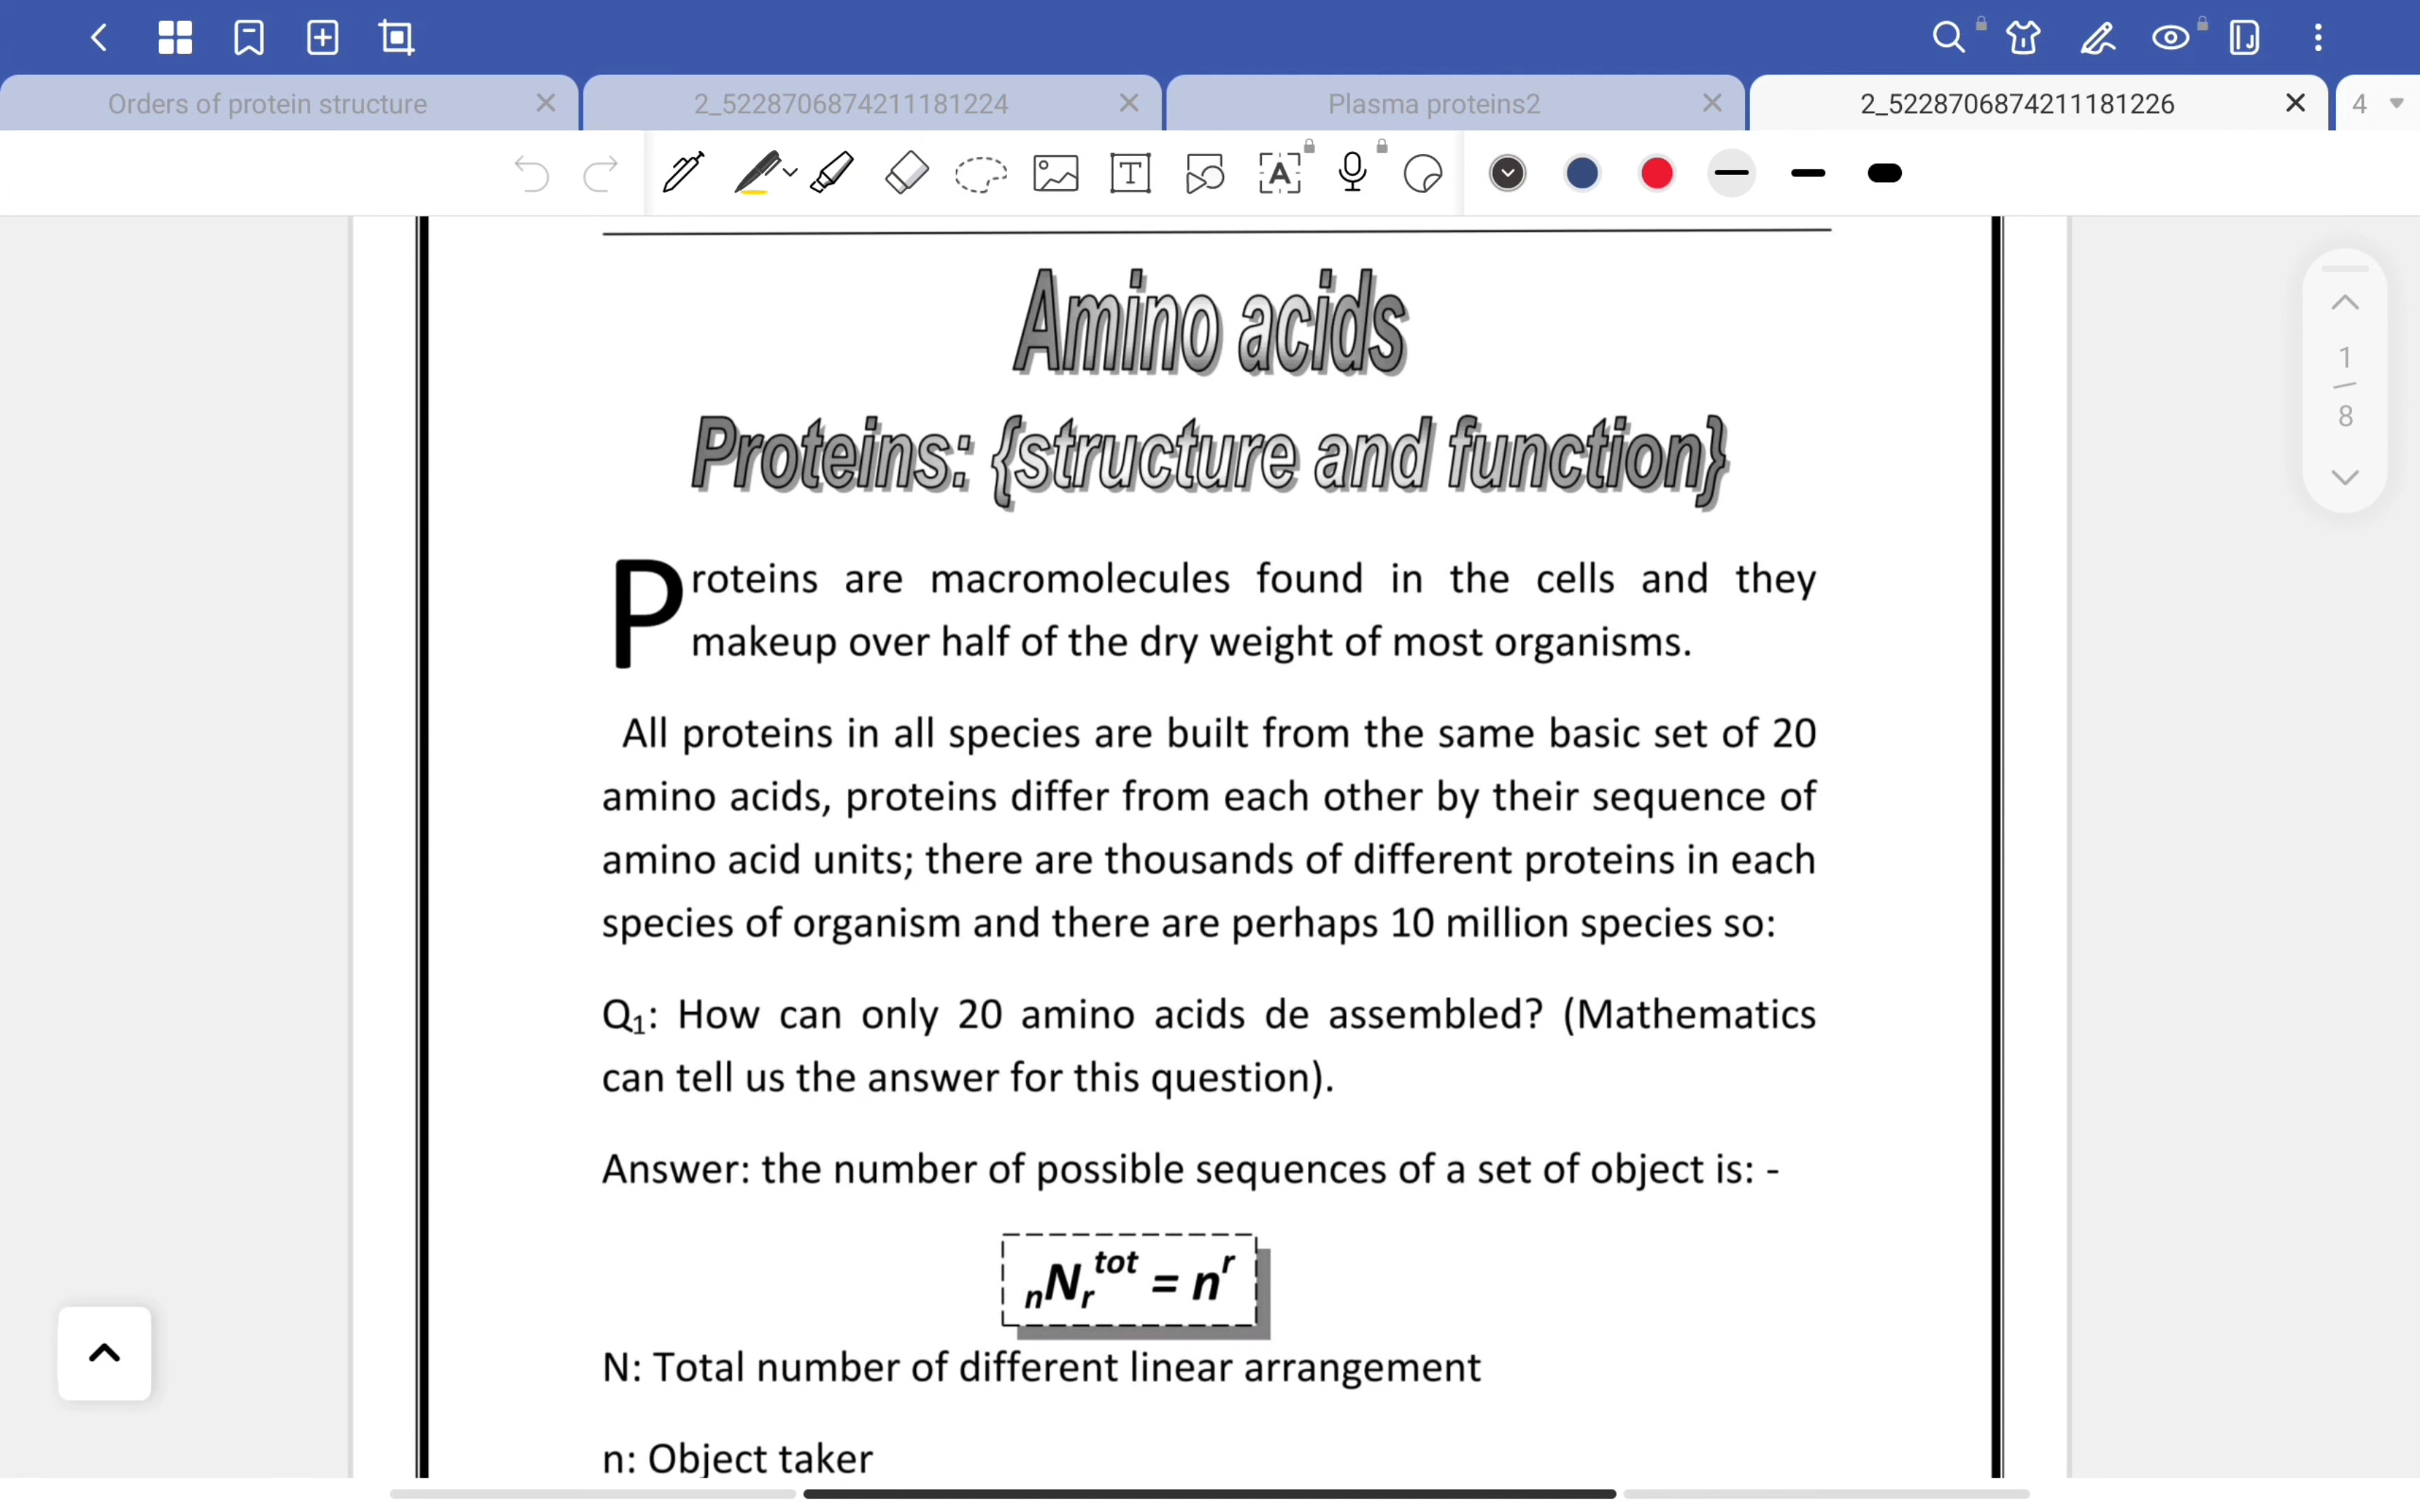 Orders of protein structure
2_5228706874211181224
Plasma proteins2
2_5228706874211181226
4
T
A
Amino acids
1
8
Proteins: {structure and function}
Proteins are macromolecules found in the cells and they
makeup over half of the dry weight of most organisms.
All proteins in all species are built from the same basic set of 20
amino acids, proteins differ from each other by their sequence of
amino acid units; there are thousands of different proteins in each
species of organism and there are perhaps 10 million species so:
Q₁: How can only 20 amino acids de assembled? (Mathematics
can tell us the answer for this question).
Answer: the number of possible sequences of a set of object is: -
ₙNᵣᵗᵒᵗ = nʳ
N: Total number of different linear arrangement
n: Object taker